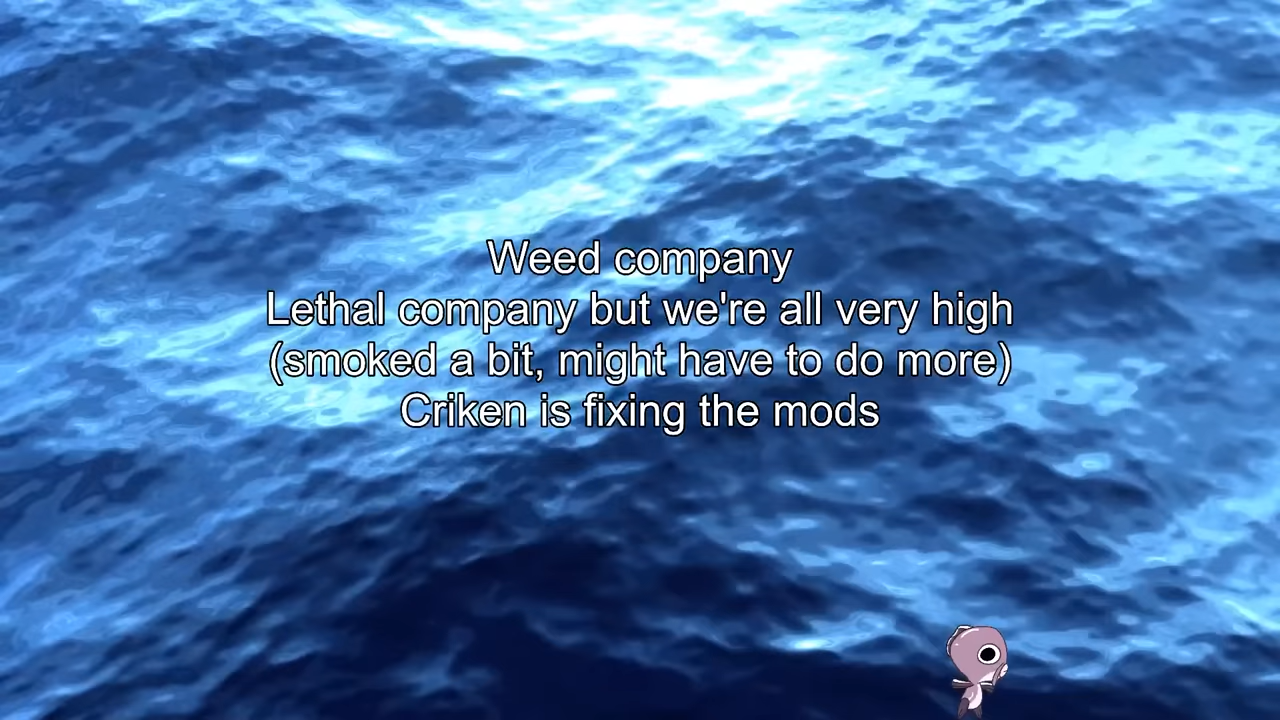 Weed company
Lethal company but we're all very high
(smoked a bit, might have to do more)
Criken is fixing the mods